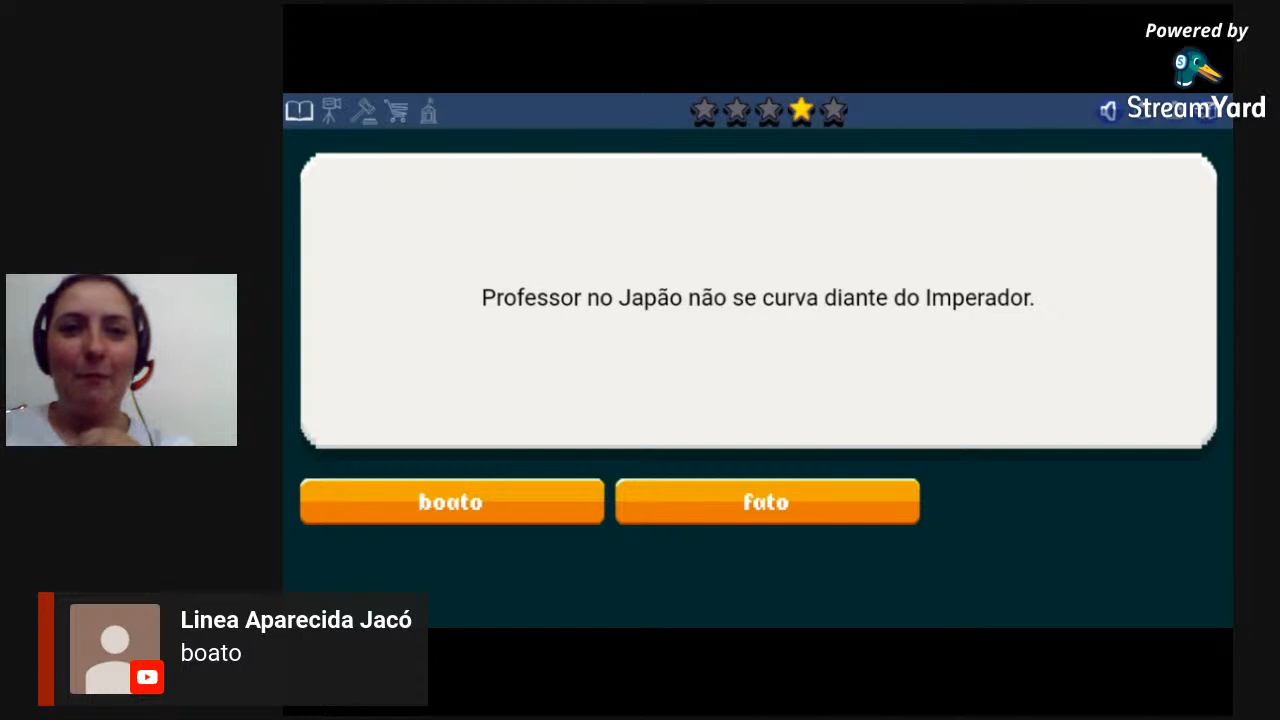 Powered by
StreamYard
Professor no Japão não se curva diante do Imperador.
boato
fato
Linea Aparecida Jacó
boato